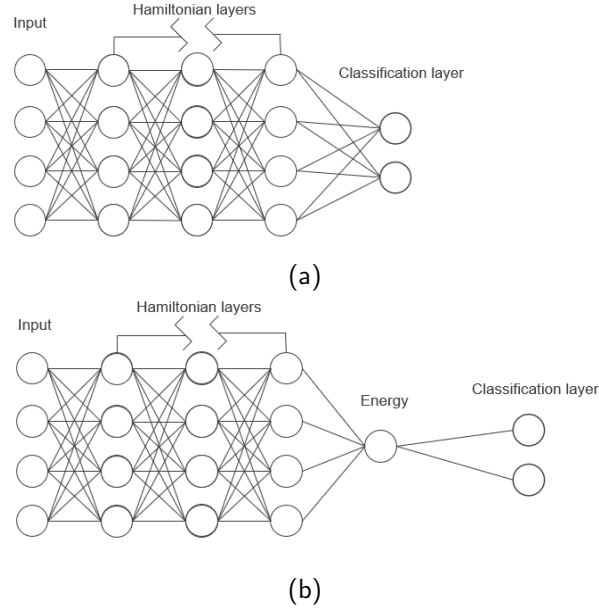 Hamiltonian layers
Input
Classification layer
(a)
Hamiltonian layers
Input
Energy
Classification layer
(b)